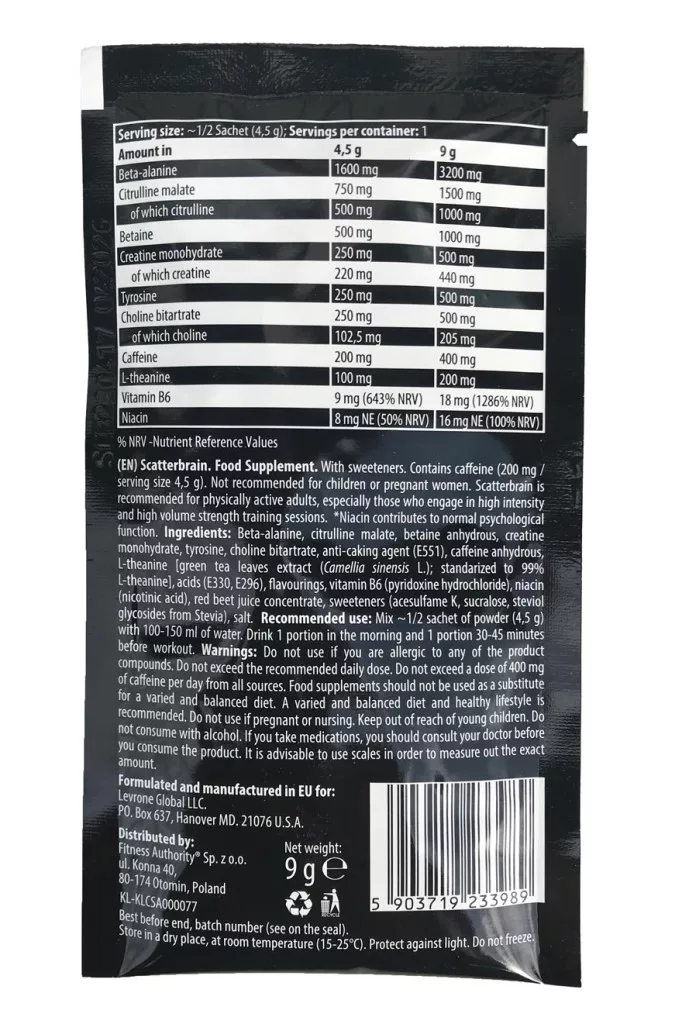 Serving size: ~1/2 Sachet (4,5 g); Servings per container: 1
Amount in 4,5 g 9 g
Beta-alanine 1600 mg 3200 mg
Citrulline malate 750 mg 1500 mg
of which citrulline 500 mg 1000 mg
Betaine 500 mg 1000 mg
Creatine monohydrate 250 mg 500 mg
of which creatine 220 mg 440 mg
Tyrosine 250 mg 500 mg
Choline bitartrate 250 mg 500 mg
of which choline 102,5 mg 205 mg
Caffeine 200 mg 400 mg
L-theanine 100 mg 200 mg
Vitamin B6 9 mg (643% NRV) 18 mg (1286% NRV)
Niacin 8 mg NE (50% NRV) 16 mg NE (100% NRV)
% NRV -Nutrient Reference Values
(EN) Scatterbrain. Food Supplement. With sweeteners. Contains caffeine (200 mg /
serving size 4,5 g). Not recommended for children or pregnant women. Scatterbrain is
recommended for physically active adults, especially those who engage in high intensity
and high volume strength training sessions. *Niacin contributes to normal psychological
function. Ingredients: Beta-alanine, citrulline malate, betaine anhydrous, creatine
monohydrate, tyrosine, choline bitartrate, anti-caking agent (E551), caffeine anhydrous,
L-theanine [green tea leaves extract (Camellia sinensis L.); standarized to 99%
L-theanine], acids (E330, E296), flavourings, vitamin B6 (pyridoxine hydrochloride), niacin
(nicotinic acid), red beet juice concentrate, sweeteners (acesulfame K, sucralose, steviol
glycosides from Stevia), salt. Recommended use: Mix ~1/2 sachet of powder (4,5 g)
with 100-150 ml of water. Drink 1 portion in the morning and 1 portion 30-45 minutes
before workout. Warnings: Do not use if you are allergic to any of the product
compounds. Do not exceed the recommended daily dose. Do not exceed a dose of 400 mg
of caffeine per day from all sources. Food supplements should not be used as a substitute
for a varied and balanced diet. A varied and balanced diet and healthy lifestyle is
recommended. Do not use if pregnant or nursing. Keep out of reach of young children. Do
not consume with alcohol. If you take medications, you should consult your doctor before
you consume the product. It is advisable to use scales in order to measure out the exact
amount.
Formulated and manufactured in EU for:
Levrone Global LLC.
PO. Box 637, Hanover MD. 21076 U.S.A.
Distributed by:
Fitness Authority® Sp. z o.o.
ul. Konna 40,
80-174 Otomin, Poland
KL-KLCSA000077
Net weight:
9 g e
RECYCLE
5 903719 233989
Best before end, batch number (see on the seal).
Store in a dry place, at room temperature (15-25°C). Protect against light. Do not freeze.